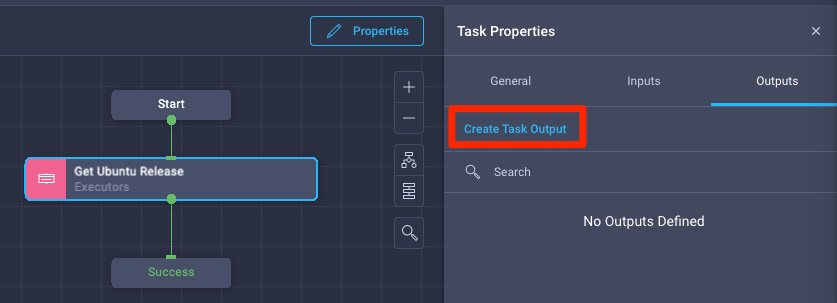 Properties
Start
Get Ubuntu Release
Executors
Success
Task Properties
General
Inputs
Outputs
Create Task Output
Search
No Outputs Defined